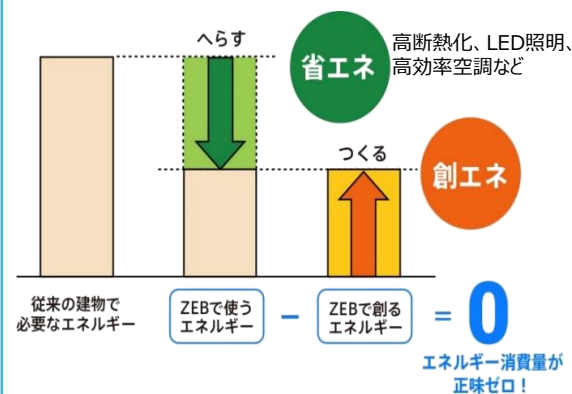 へらす
省エネ
高断熱化、LED照明、
高効率空調など
つくる
創エネ
従来の建物で
必要なエネルギー
ZEBで使う
エネルギー
－
ZEBで創る
エネルギー
＝
0
エネルギー消費量が
正味ゼロ！